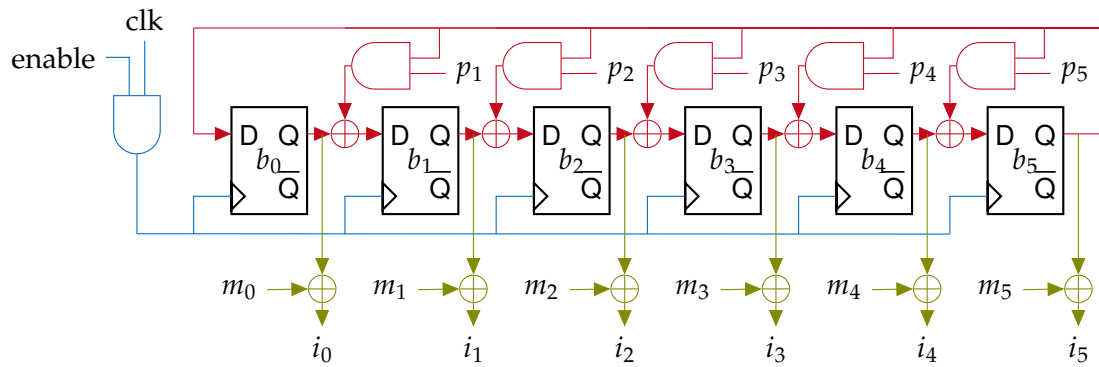 clk
enable
p1 p2 p3 p4 p5
D Q D Q D Q D Q D Q D Q
b0 b1 b2 b3 b4 b5
Q Q Q Q Q Q
m0 m1 m2 m3 m4 m5
i0 i1 i2 i3 i4 i5